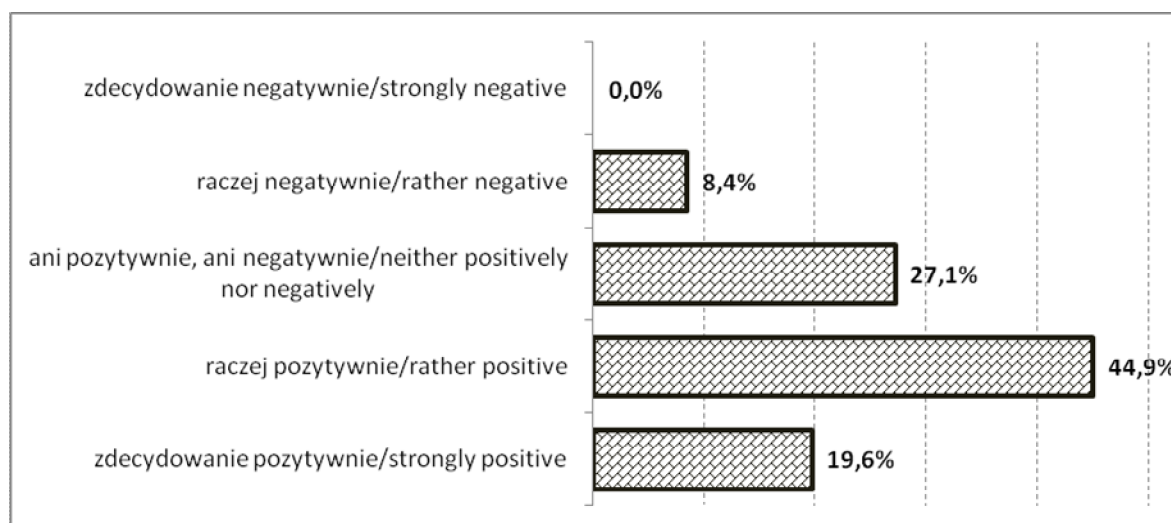 zdecydowanie negatywnie/strongly negative
0,0%
raczej negatywnie/rather negative
8,4%
ani pozytywnie, ani negatywnie/neither positively
nor negatively
27,1%
raczej pozytywnie/rather positive
44,9%
zdecydowanie pozytywnie/strongly positive
19,6%